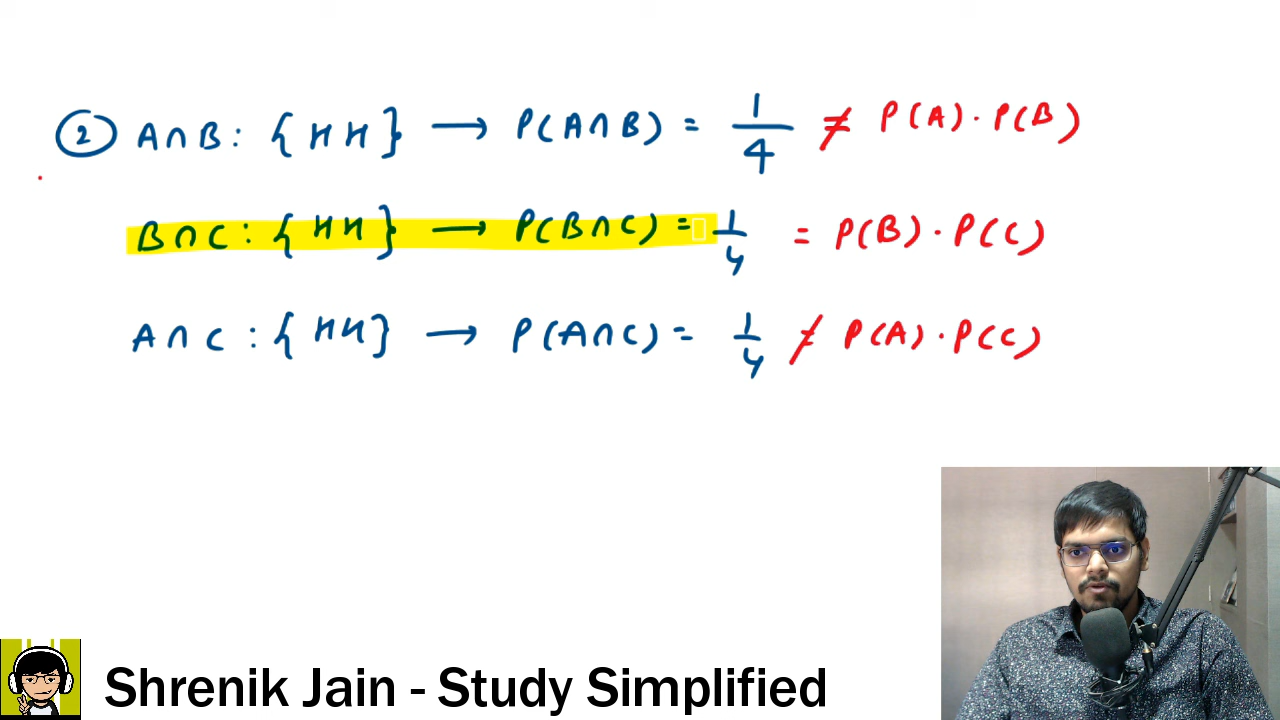 ② A∩B : {HH} → P(A∩B) = 1/4 ≠ P(A) · P(B)
B∩C : {HH} → P(B∩C) = 1/4 = P(B) · P(C)
A∩C : {HH} → P(A∩C) = 1/4 ≠ P(A) · P(C)
Shrenik Jain - Study Simplified